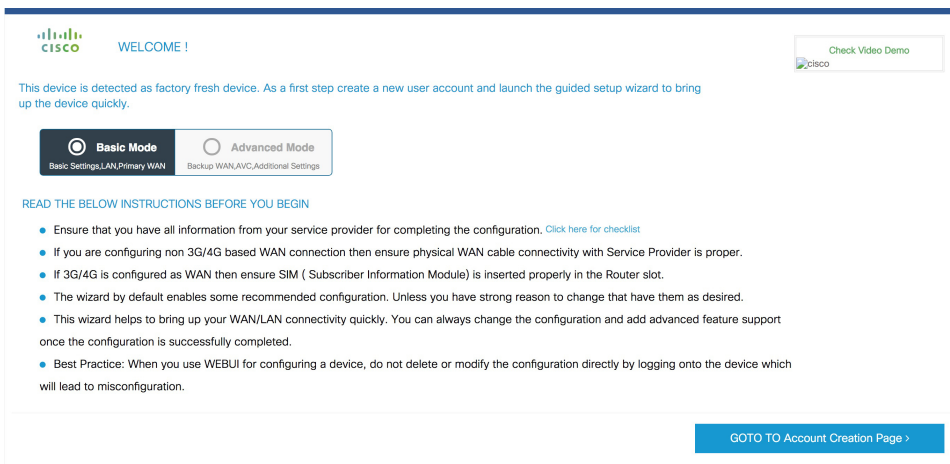 CISCO
WELCOME !
Check Video Demo
cisco
This device is detected as factory fresh device. As a first step create a new user account and launch the guided setup wizard to bring
up the device quickly.
Basic Mode
Basic Settings,LAN,Primary WAN
Advanced Mode
Backup WAN,AVC,Additional Settings
READ THE BELOW INSTRUCTIONS BEFORE YOU BEGIN
Ensure that you have all information from your service provider for completing the configuration. Click here for checklist
If you are configuring non 3G/4G based WAN connection then ensure physical WAN cable connectivity with Service Provider is proper.
If 3G/4G is configured as WAN then ensure SIM ( Subscriber Information Module) is inserted properly in the Router slot.
The wizard by default enables some recommended configuration. Unless you have strong reason to change that have them as desired.
This wizard helps to bring up your WAN/LAN connectivity quickly. You can always change the configuration and add advanced feature support
once the configuration is successfully completed.
Best Practice: When you use WEBUI for configuring a device, do not delete or modify the configuration directly by logging onto the device which
will lead to misconfiguration.
GOTO TO Account Creation Page >